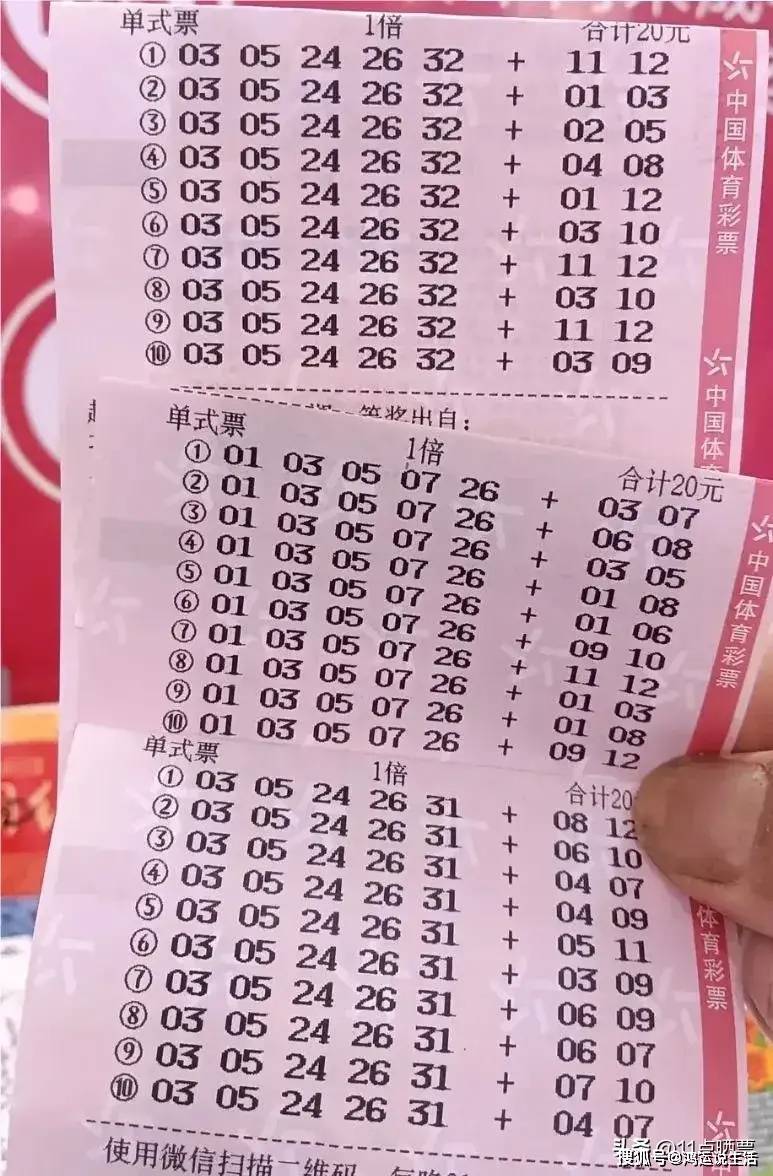 单式票 1倍 合计20元
① 03 05 24 26 32 + 11 12
② 03 05 24 26 32 + 01 03
③ 03 05 24 26 32 + 02 05
④ 03 05 24 26 32 + 04 08
⑤ 03 05 24 26 32 + 01 12
⑥ 03 05 24 26 32 + 03 10
⑦ 03 05 24 26 32 + 11 12
⑧ 03 05 24 26 32 + 03 10
⑨ 03 05 24 26 32 + 11 12
⑩ 03 05 24 26 32 + 03 09
中国体育彩票
等奖出自:
中国体
单式票 1倍 合计20元
① 01 03 05 07 26 + 03 07
② 01 03 05 07 26 + 06 08
③ 01 03 05 07 26 + 03 05
④ 01 03 05 07 26 + 01 08
⑤ 01 03 05 07 26 + 01 06
⑥ 01 03 05 07 26 + 09 10
⑦ 01 03 05 07 26 + 11 12
⑧ 01 03 05 07 26 + 01 03
⑨ 01 03 05 07 26 + 01 08
⑩ 01 03 05 07 26 + 09 12
中国体育彩票
单式票 1倍 合计20
① 03 05 24 26 31 + 08 12
② 03 05 24 26 31 + 06 10
③ 03 05 24 26 31 + 04 07
④ 03 05 24 26 31 + 04 09
⑤ 03 05 24 26 31 + 05 11
⑥ 03 05 24 26 31 + 03 09
⑦ 03 05 24 26 31 + 06 09
⑧ 03 05 24 26 31 + 06 07
⑨ 03 05 24 26 31 + 07 10
⑩ 03 05 24 26 31 + 04 07
体育彩票
使用微信扫描二维码
头条 @11点晒票
搜狐号@鸿运说生活